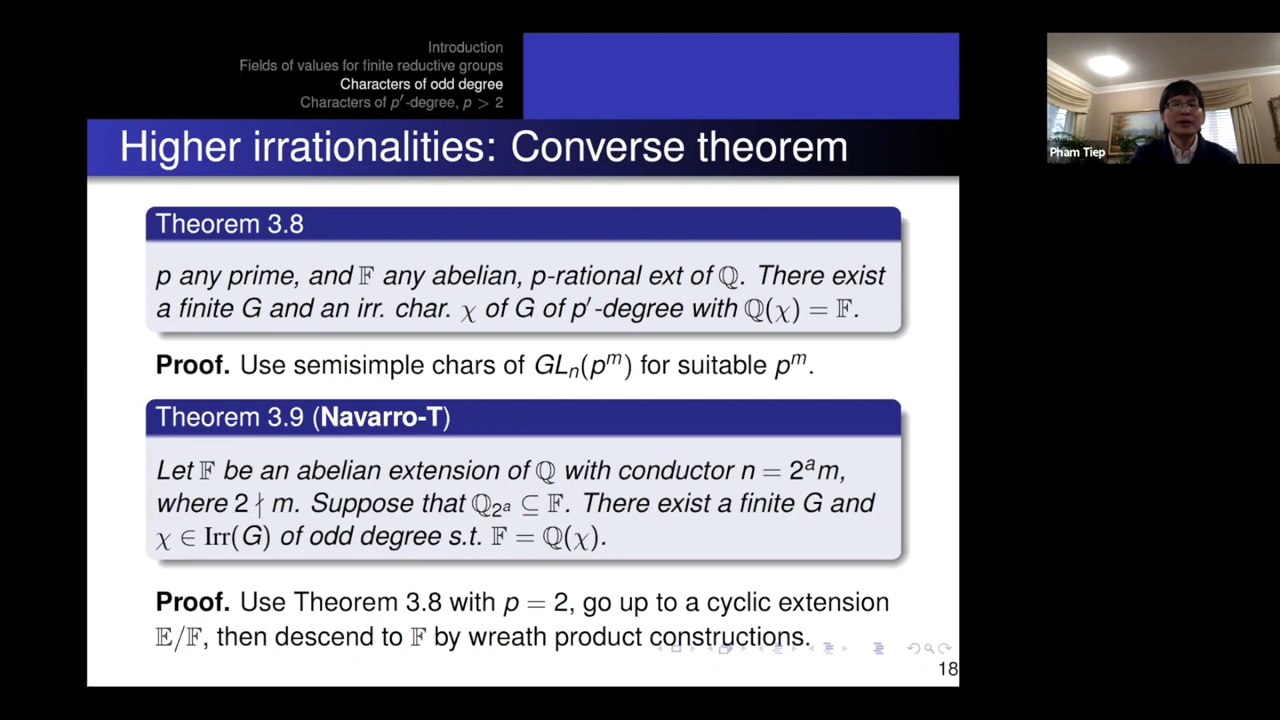 Introduction
Fields of values for finite reductive groups
Characters of odd degree
Characters of p′-degree, p > 2
Higher irrationalities: Converse theorem
Pham Tiep
Theorem 3.8
p any prime, and 𝔽 any abelian, p-rational ext of ℚ. There exist
a finite G and an irr. char. χ of G of p′-degree with ℚ(χ) = 𝔽.
Proof. Use semisimple chars of GLₙ(pᵐ) for suitable pᵐ.
Theorem 3.9 (Navarro-T)
Let 𝔽 be an abelian extension of ℚ with conductor n = 2ᵃm,
where 2 ∤ m. Suppose that ℚ_{2ᵃ} ⊆ 𝔽. There exist a finite G and
χ ∈ Irr(G) of odd degree s.t. 𝔽 = ℚ(χ).
Proof. Use Theorem 3.8 with p = 2, go up to a cyclic extension
𝔼/𝔽, then descend to 𝔽 by wreath product constructions.
18